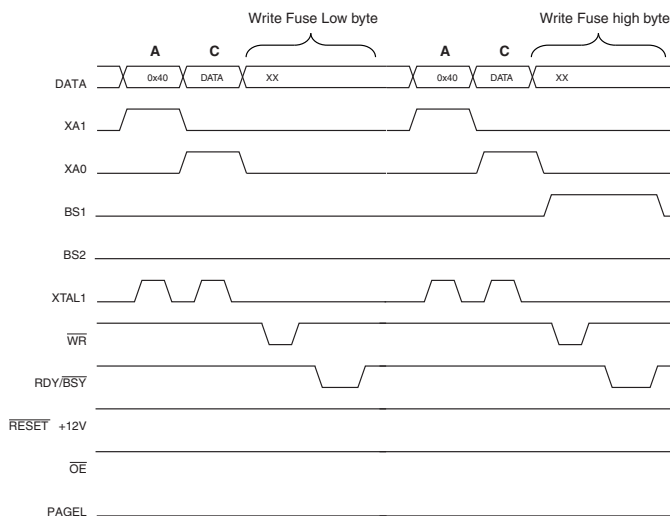 Write Fuse Low byte Write Fuse high byte
A C A C
DATA 0x40 DATA XX 0x40 DATA XX
XA1
XA0
BS1
BS2
XTAL1
WR
RDY/BSY
RESET +12V
OE
PAGEL